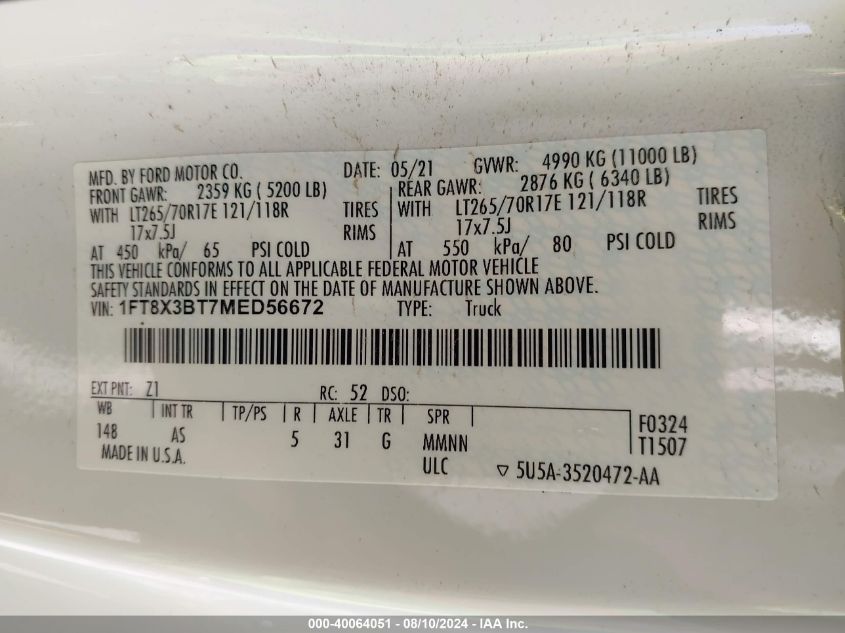 MFD. BY FORD MOTOR CO. DATE: 05/21 GVWR: 4990 KG (11000 LB)
FRONT GAWR: 2359 KG ( 5200 LB) REAR GAWR: 2876 KG ( 6340 LB)
WITH LT265/70R17E 121/118R TIRES WITH LT265/70R17E 121/118R TIRES
17x7.5J RIMS 17x7.5J RIMS
AT 450 kPa/ 65 PSI COLD AT 550 kPa/ 80 PSI COLD
THIS VEHICLE CONFORMS TO ALL APPLICABLE FEDERAL MOTOR VEHICLE
SAFETY STANDARDS IN EFFECT ON THE DATE OF MANUFACTURE SHOWN ABOVE.
VIN: 1FT8X3BT7MED56672 TYPE: Truck
EXT PNT: Z1 RC: 52 DSO:
WB INT TR TP/PS R AXLE TR SPR F0324
148 AS 5 31 G MMNN T1507
MADE IN U.S.A. ULC ▽ 5U5A-3520472-AA
000-40064051 - 08/10/2024 - IAA Inc.